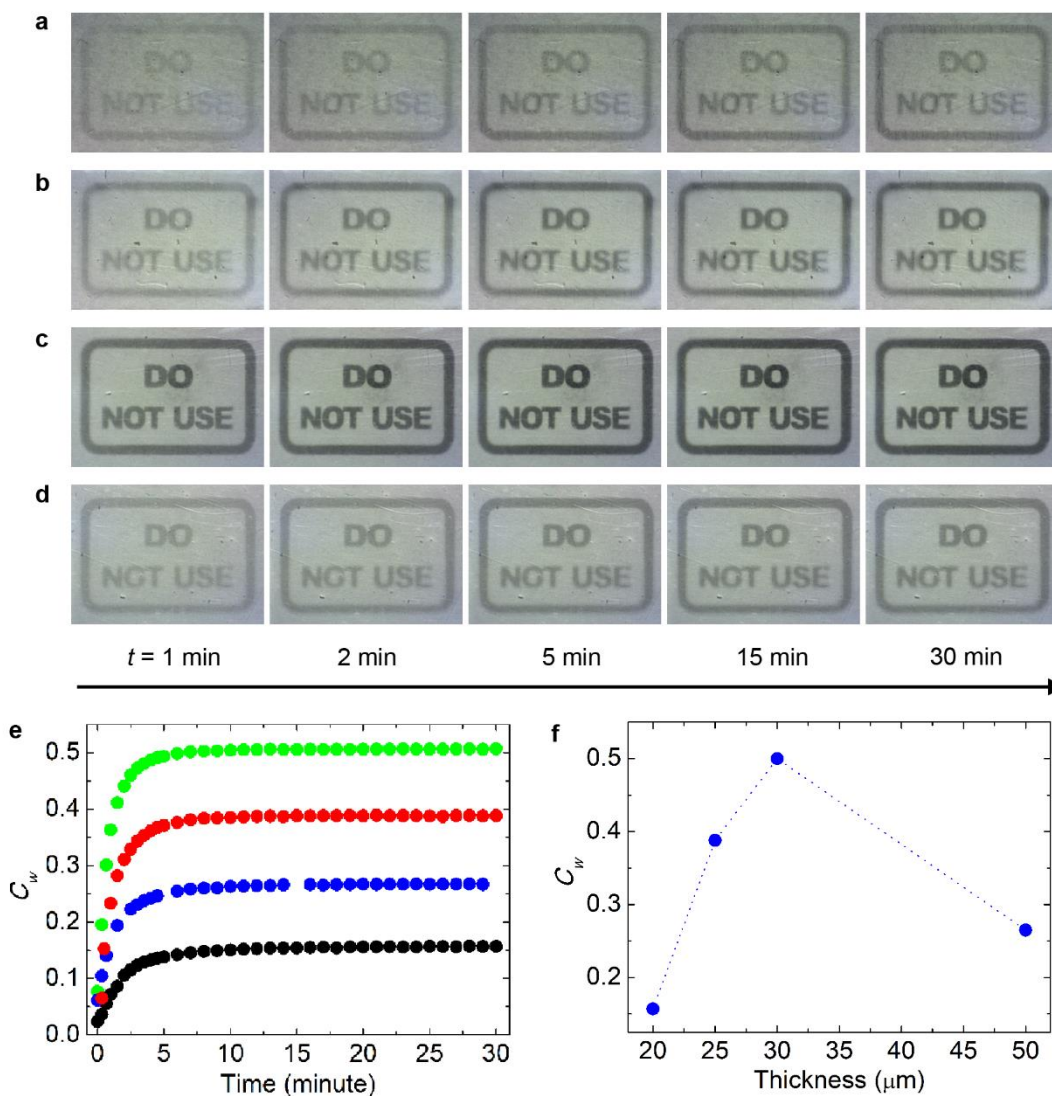 a
DO DO DO DO DO
NOT USE NOT USE NOT USE NOT USE NOT USE
b
DO DO DO DO DO
NOT USE NOT USE NOT USE NOT USE NOT USE
c
DO DO DO DO DO
NOT USE NOT USE NOT USE NOT USE NOT USE
d
DO DO DO DO DO
NOT USE NOT USE NOT USE NOT USE NOT USE
t = 1 min 2 min 5 min 15 min 30 min
e
C_w
0.5
0.4
0.3
0.2
0.1
0.0
0 5 10 15 20 25 30
Time (minute)
f
C_w
0.5
0.4
0.3
0.2
20 25 30 35 40 45 50
Thickness (μm)